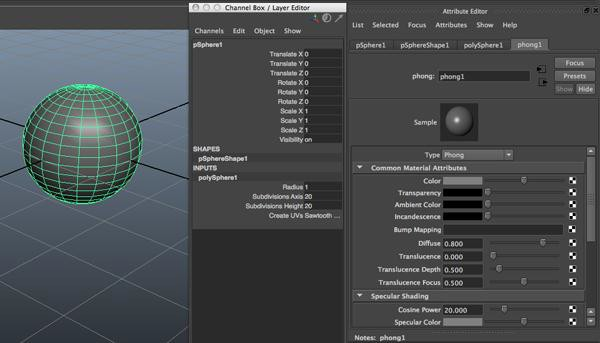 Channel Box / Layer Editor
Channels Edit Object Show
pSphere1
Translate X 0
Translate Y 0
Translate Z 0
Rotate X 0
Rotate Y 0
Rotate Z 0
Scale X 1
Scale Y 1
Scale Z 1
Visibility on
SHAPES
pSphereShape1
INPUTS
polySphere1
Radius 1
Subdivisions Axis 20
Subdivisions Height 20
Create UVs Sawtooth ...
Attribute Editor
List Selected Focus Attributes Show Help
pSphere1 pSphereShape1 polySphere1 phong1
Focus
phong: phong1
Presets
Show Hide
Sample
Type Phong
Common Material Attributes
Color
Transparency
Ambient Color
Incandescence
Bump Mapping
Diffuse 0.800
Translucence 0.000
Translucence Depth 0.500
Translucence Focus 0.500
Specular Shading
Cosine Power 20.000
Specular Color
Notes: phong1